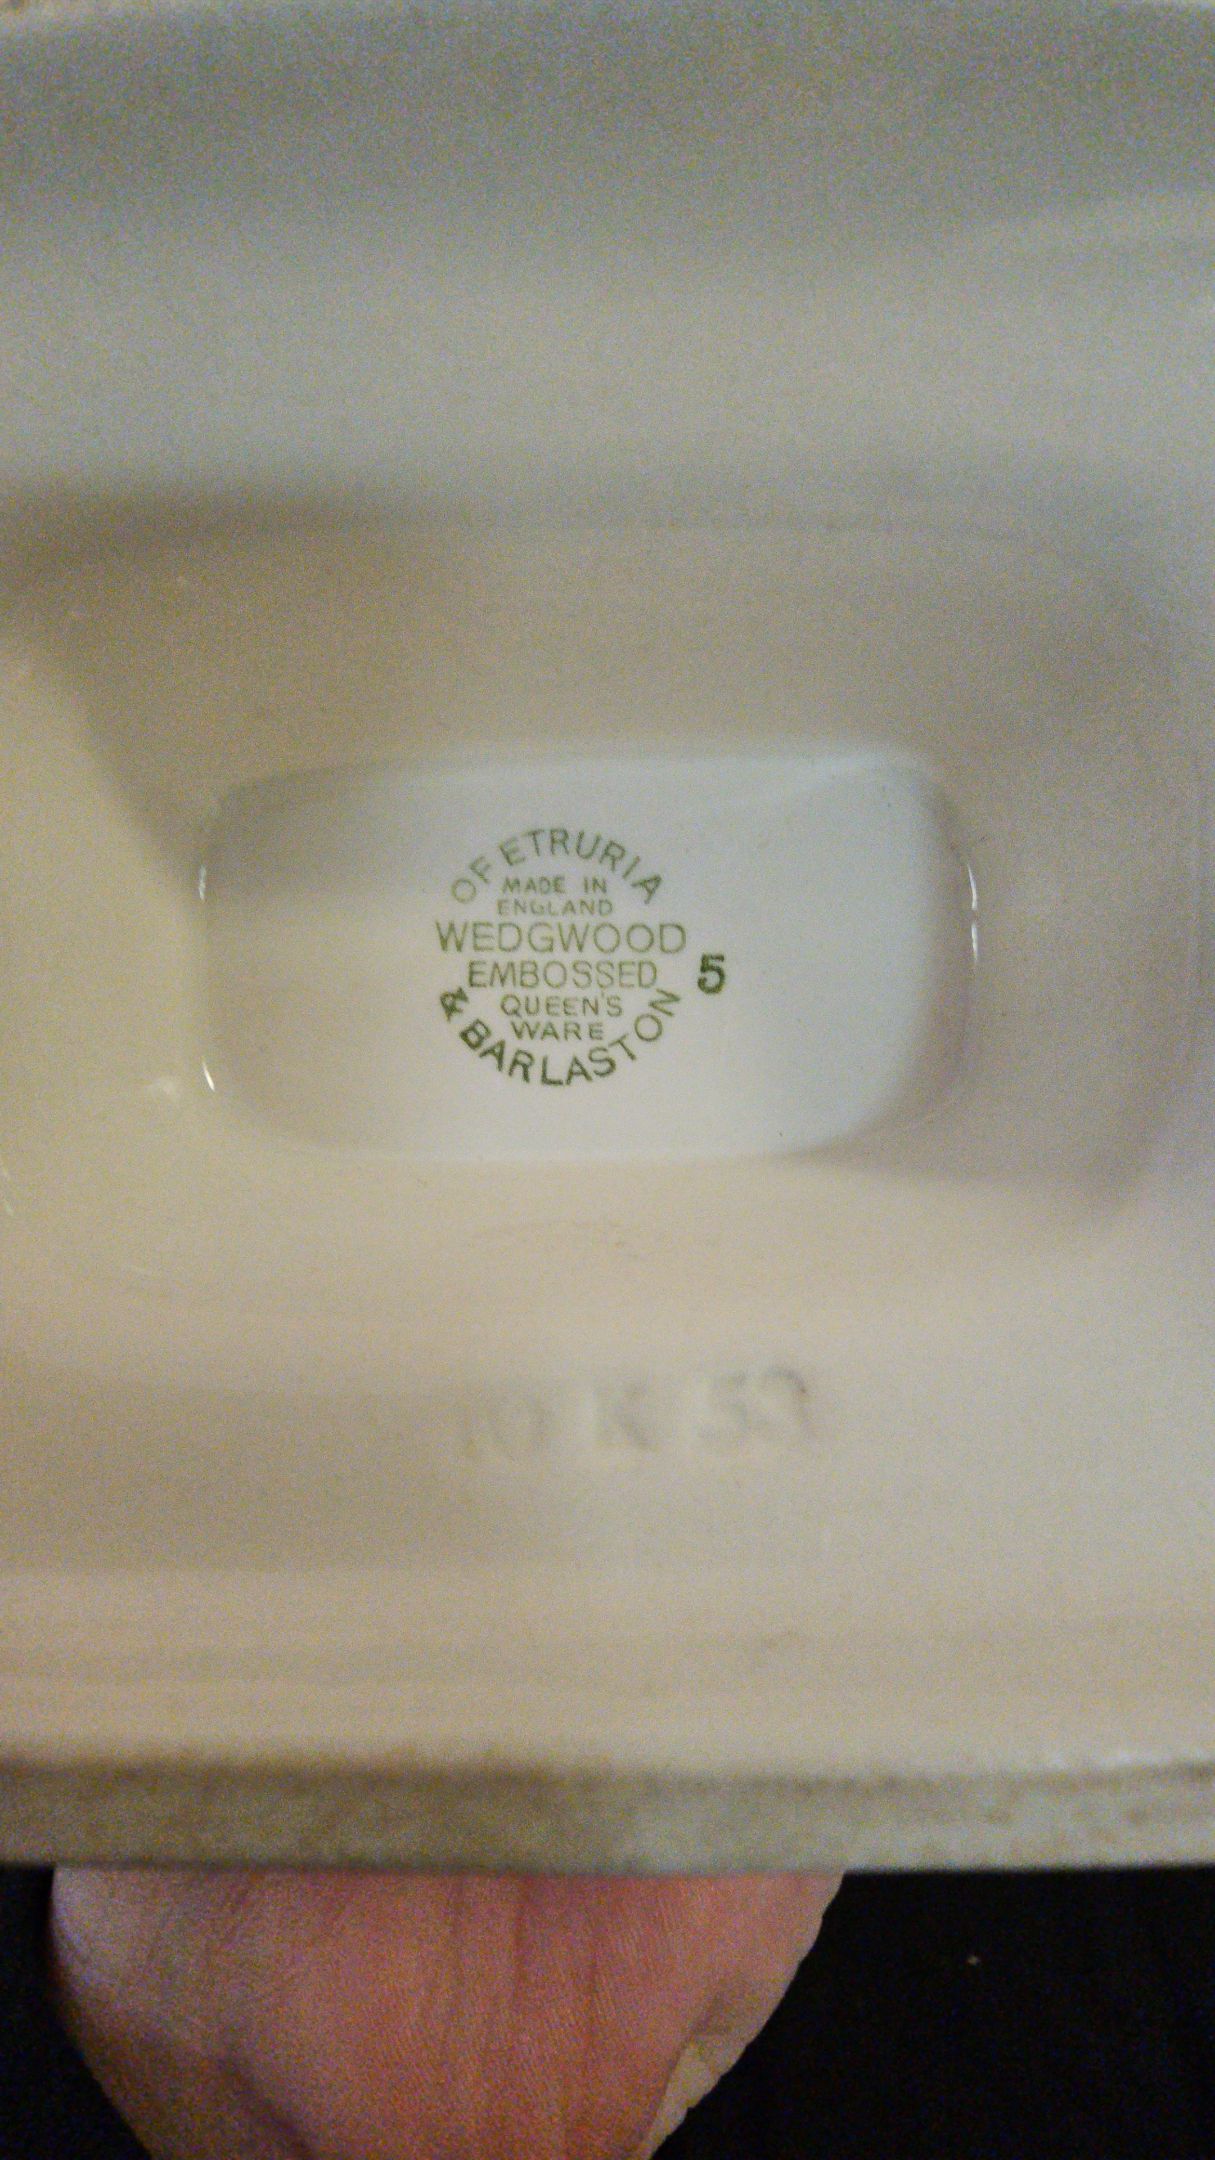 OF ETRURIA
MADE IN
ENGLAND
WEDGWOOD
EMBOSSED 5
QUEEN'S
WARE
& BARLASTON